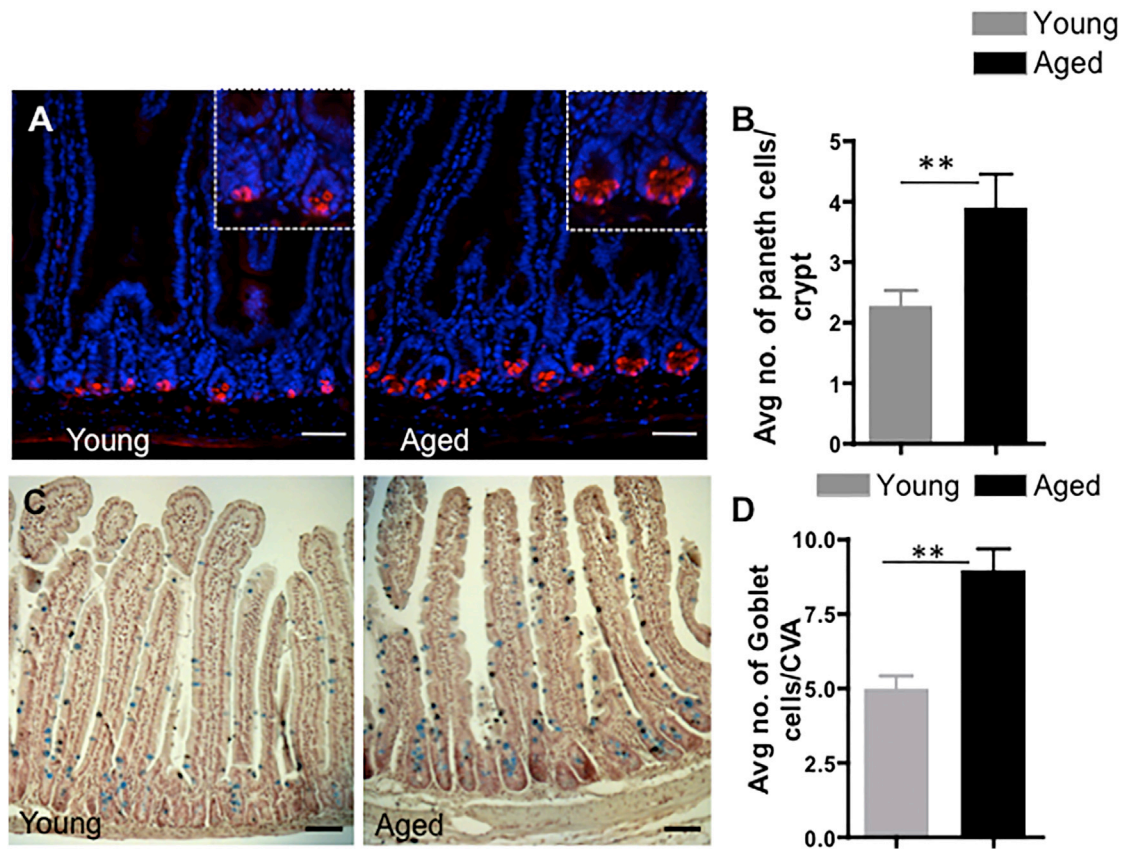 Young
Aged
A
Young
Aged
B
Avg no. of paneth cells/
crypt
5
4
3
2
1
0
**
C
Young
Aged
Young
Aged
D
Avg no. of Goblet
cells/CVA
10.0
7.5
5.0
2.5
0.0
**